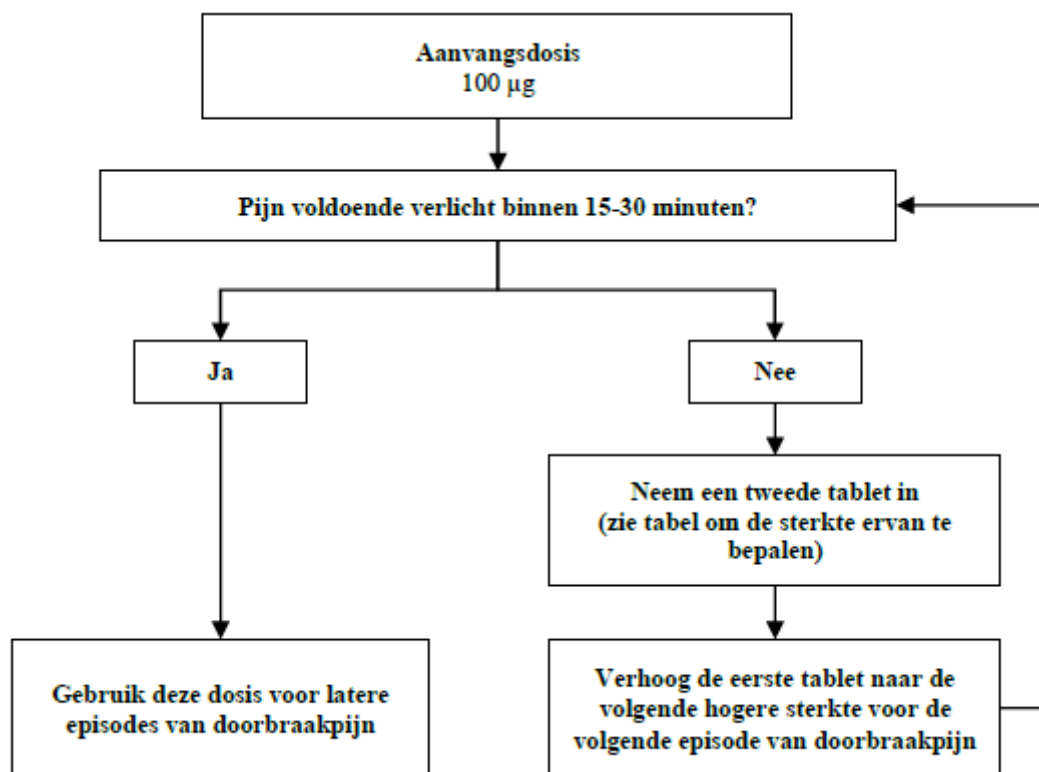 Aanvangsdosis
100 µg
Pijn voldoende verlicht binnen 15-30 minuten?
Ja
Nee
Neem een tweede tablet in
(zie tabel om de sterkte ervan te
bepalen)
Gebruik deze dosis voor latere
episodes van doorbraakpijn
Verhoog de eerste tablet naar de
volgende hogere sterkte voor de
volgende episode van doorbraakpijn